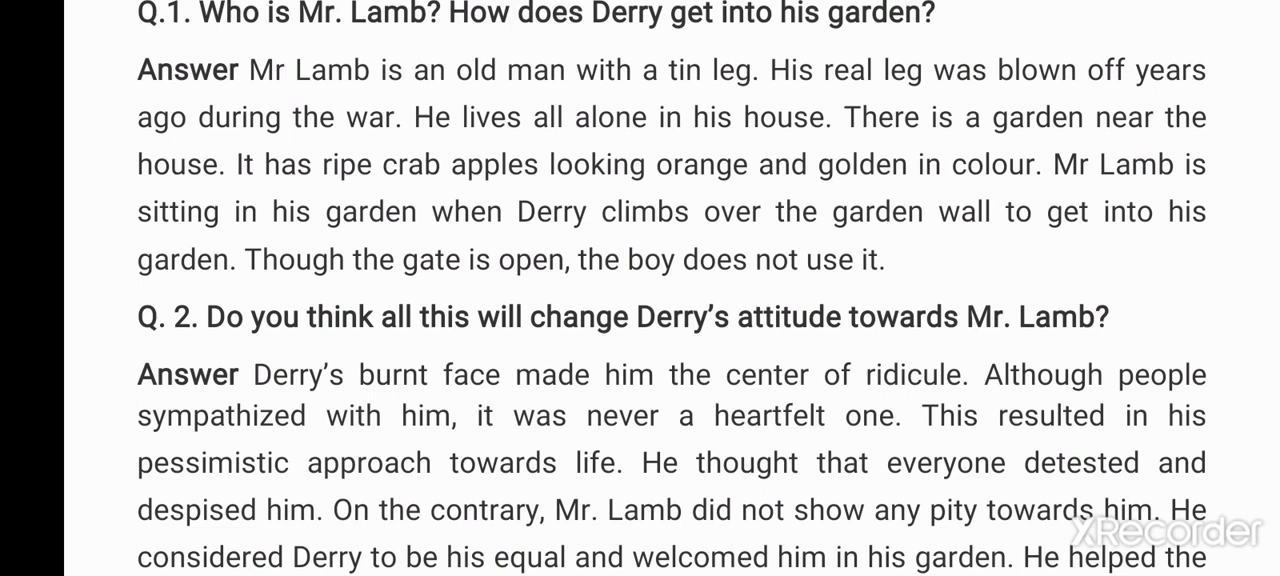 Q.1. Who is Mr. Lamb? How does Derry get into his garden?
Answer Mr Lamb is an old man with a tin leg. His real leg was blown off years
ago during the war. He lives all alone in his house. There is a garden near the
house. It has ripe crab apples looking orange and golden in colour. Mr Lamb is
sitting in his garden when Derry climbs over the garden wall to get into his
garden. Though the gate is open, the boy does not use it.
Q. 2. Do you think all this will change Derry’s attitude towards Mr. Lamb?
Answer Derry’s burnt face made him the center of ridicule. Although people
sympathized with him, it was never a heartfelt one. This resulted in his
pessimistic approach towards life. He thought that everyone detested and
despised him. On the contrary, Mr. Lamb did not show any pity towards him. He
XRecorder
considered Derry to be his equal and welcomed him in his garden. He helped the